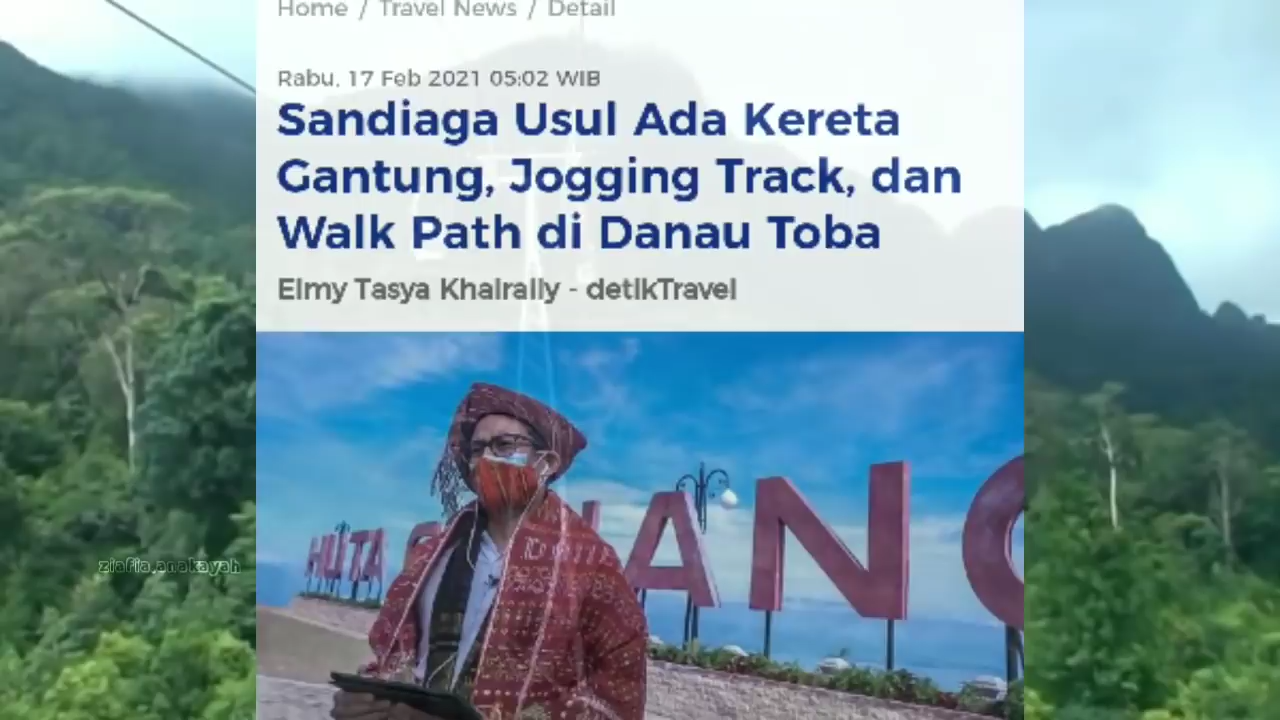 Home / Travel News / Detail
Rabu, 17 Feb 2021 05:02 WIB
Sandiaga Usul Ada Kereta
Gantung, Jogging Track, dan
Walk Path di Danau Toba
Elmy Tasya Khairally - detikTravel
HUTA
ANG
ziafia,anakayah